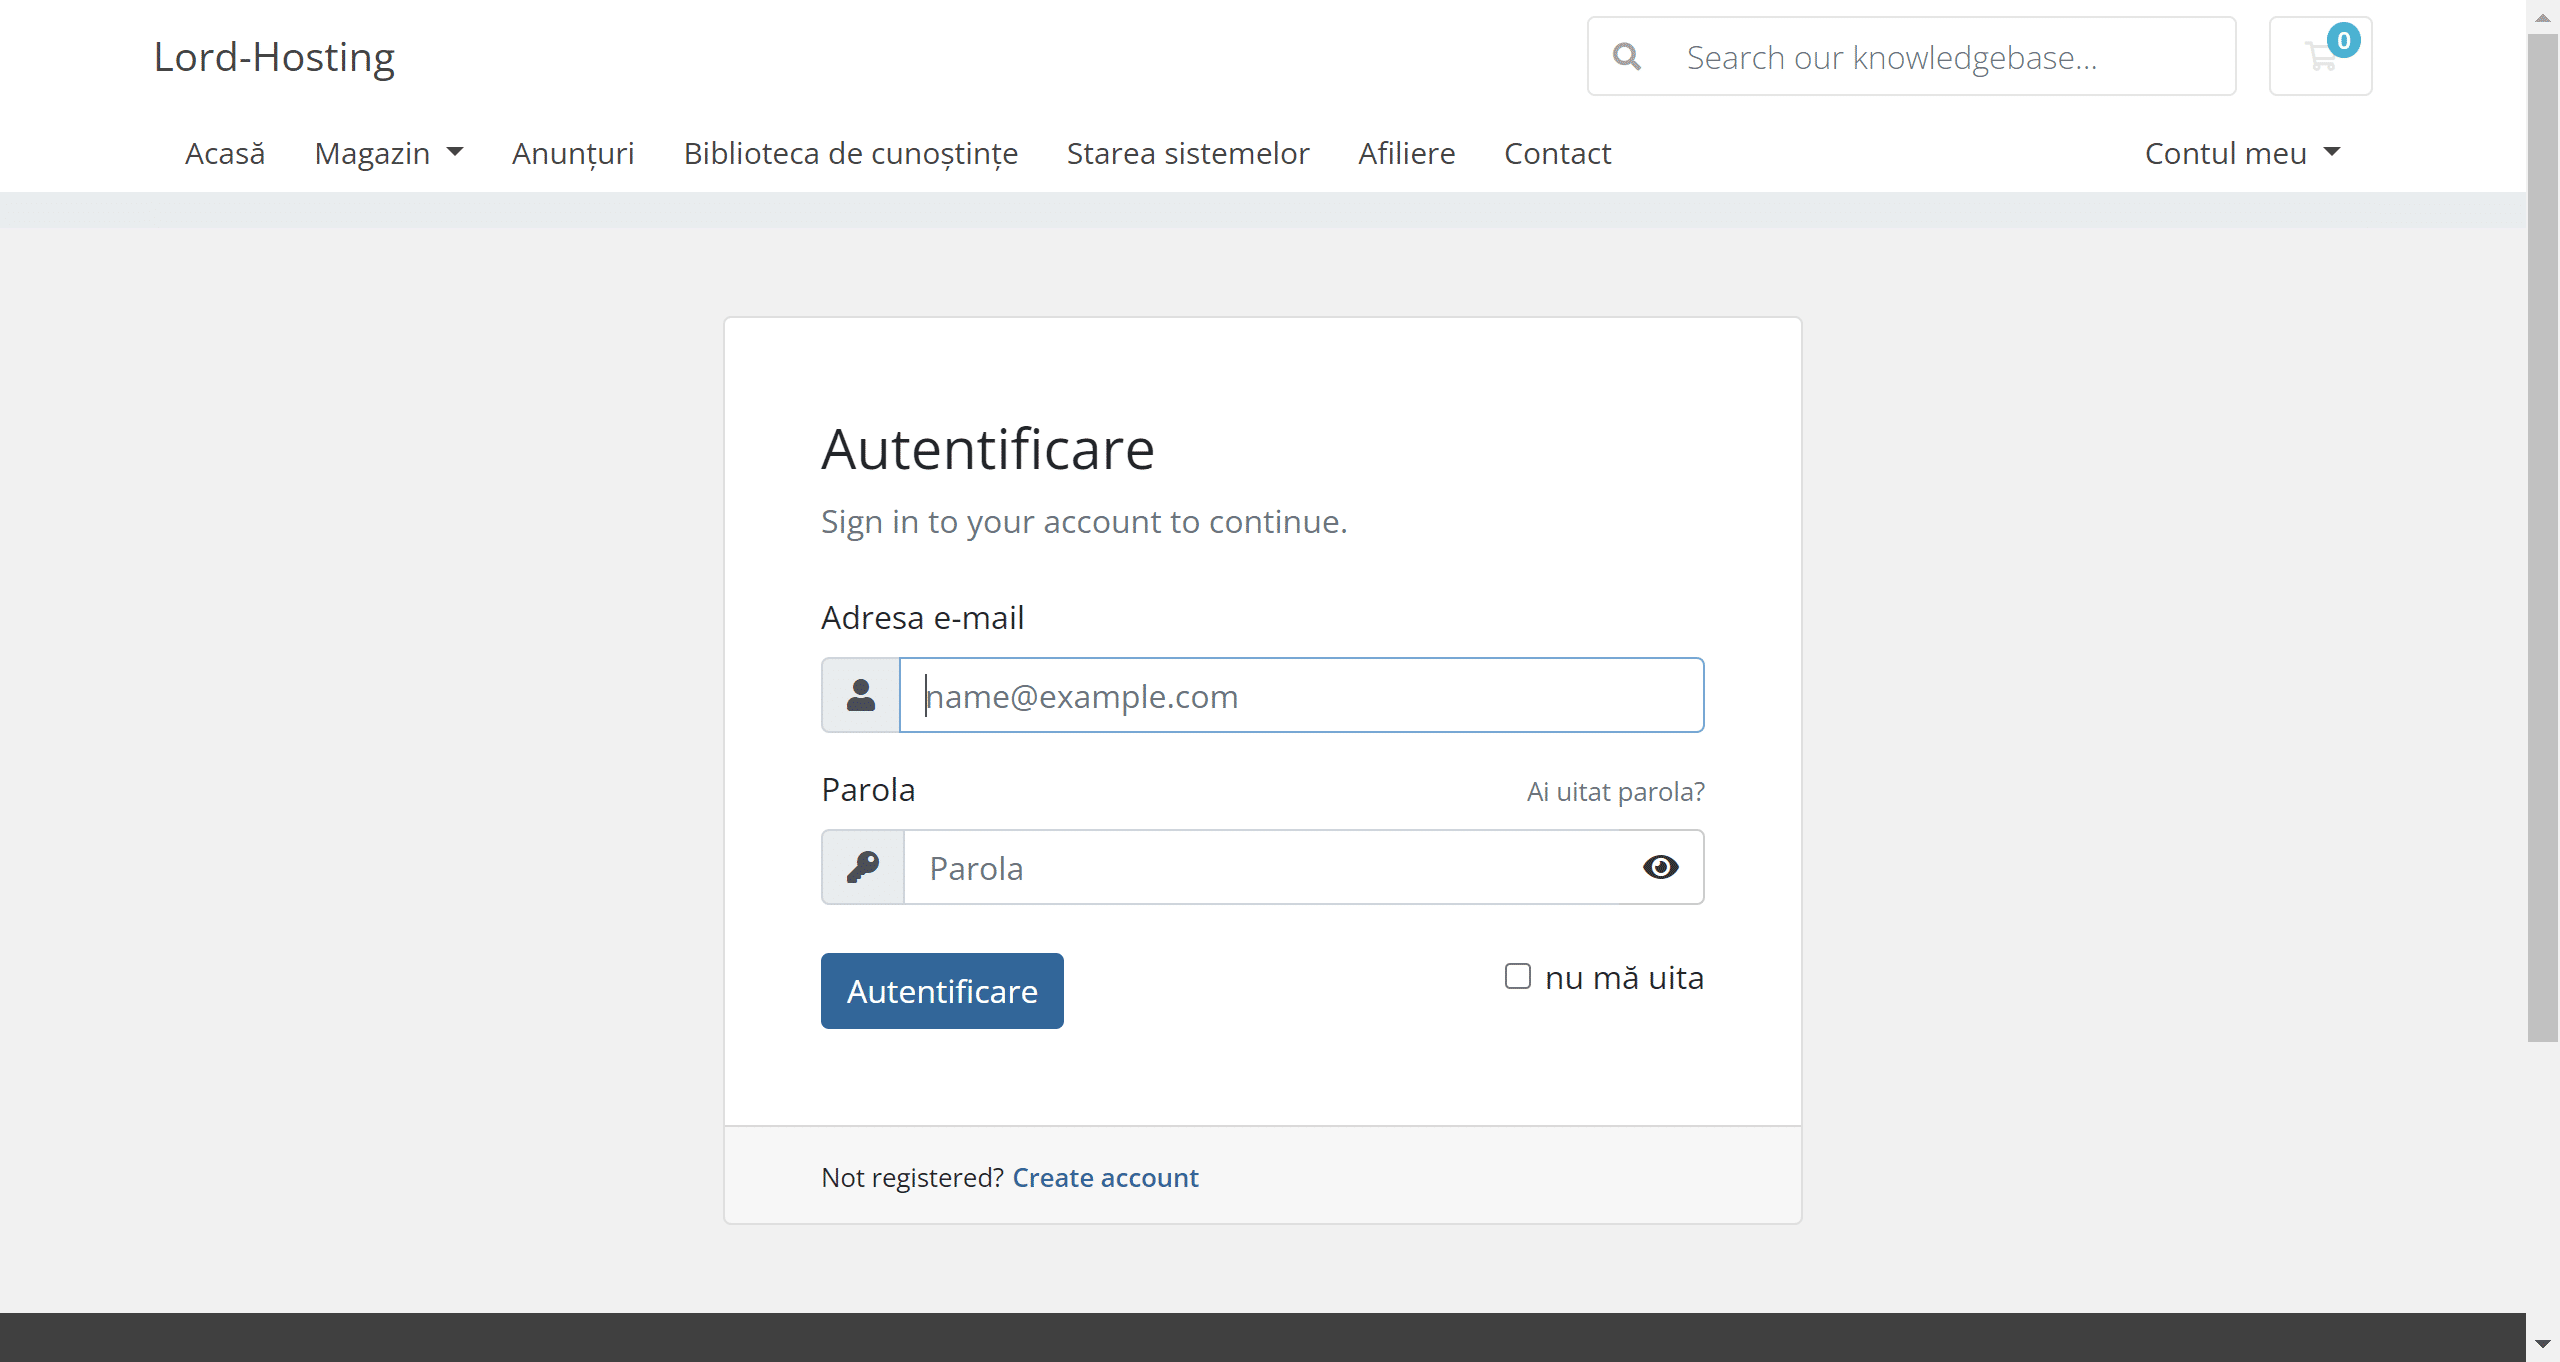 Lord-Hosting
Search our knowledgebase...
0
Acasă
Magazin
Anunțuri
Biblioteca de cunoștințe
Starea sistemelor
Afiliere
Contact
Contul meu
Autentificare
Sign in to your account to continue.
Adresa e-mail
name@example.com
Parola
Ai uitat parola?
Parola
Autentificare
nu mă uita
Not registered? Create account